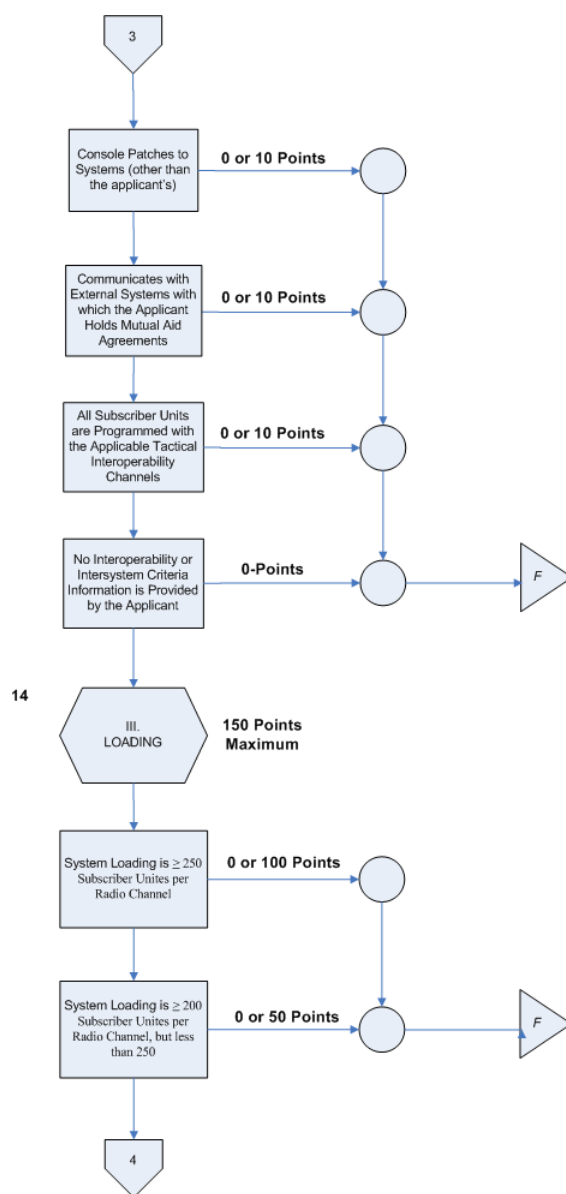 3
Console Patches to
Systems (other than
the applicant's)
0 or 10 Points
Communicates with
External Systems with
which the Applicant
Holds Mutual Aid
Agreements
0 or 10 Points
All Subscriber Units
are Programmed with
the Applicable Tactical
Interoperability
Channels
0 or 10 Points
No Interoperability or
Intersystem Criteria
Information is Provided
by the Applicant
0-Points
F
14
III.
LOADING
150 Points
Maximum
System Loading is ≥ 250
Subscriber Unites per
Radio Channel
0 or 100 Points
System Loading is ≥ 200
Subscriber Unites per
Radio Channel, but less
than 250
0 or 50 Points
F
4